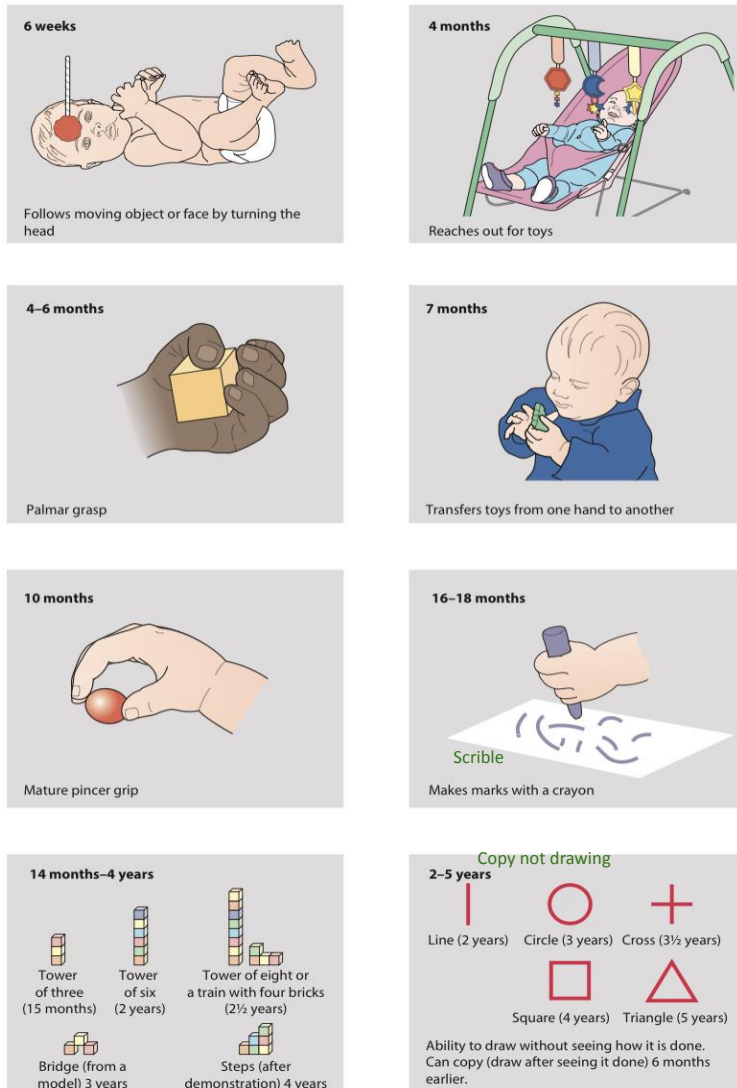 6 weeks
Follows moving object or face by turning the
head
4 months
Reaches out for toys
4–6 months
Palmar grasp
7 months
Transfers toys from one hand to another
10 months
Mature pincer grip
16–18 months
Scrible
Makes marks with a crayon
14 months–4 years
Tower
of three
(15 months)
Tower
of six
(2 years)
Tower of eight or
a train with four bricks
(2½ years)
Bridge (from a
model) 3 years
Steps (after
demonstration) 4 years
Copy not drawing
2–5 years
Line (2 years)
Circle (3 years)
Cross (3½ years)
Square (4 years)
Triangle (5 years)
Ability to draw without seeing how it is done.
Can copy (draw after seeing it done) 6 months
earlier.